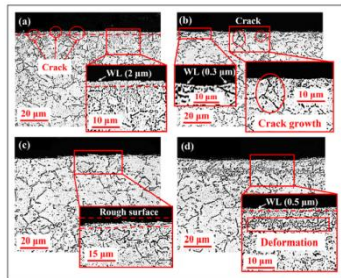 (a)
Crack
WL (2 μm)
10 μm
20 μm
(b)
Crack
WL (0.3 μm)
10 μm
10 μm
Crack growth
20 μm
(c)
Rough surface
15 μm
20 μm
(d)
WL (0.5 μm)
Deformation
10 μm
20 μm